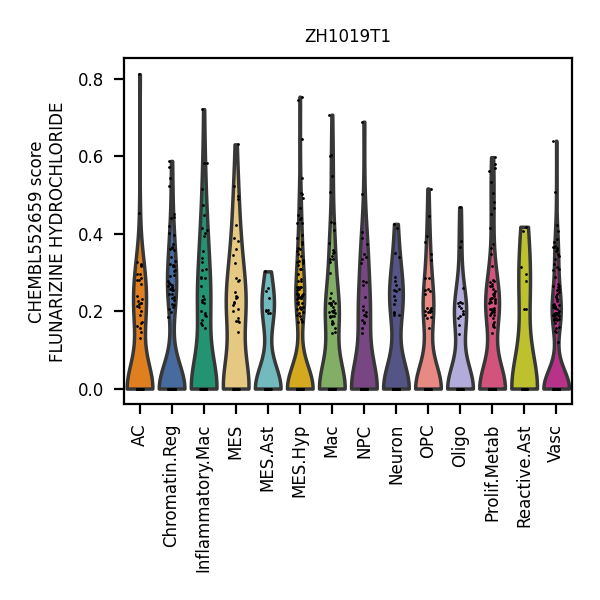 ZH1019T1
CHEMBL552659 score
FLUNARIZINE HYDROCHLORIDE
0.8
0.6
0.4
0.2
0.0
AC
Chromatin.Reg
Inflammatory.Mac
MES
MES.Ast
MES.Hyp
Mac
NPC
Neuron
OPC
Oligo
Prolif.Metab
Reactive.Ast
Vasc